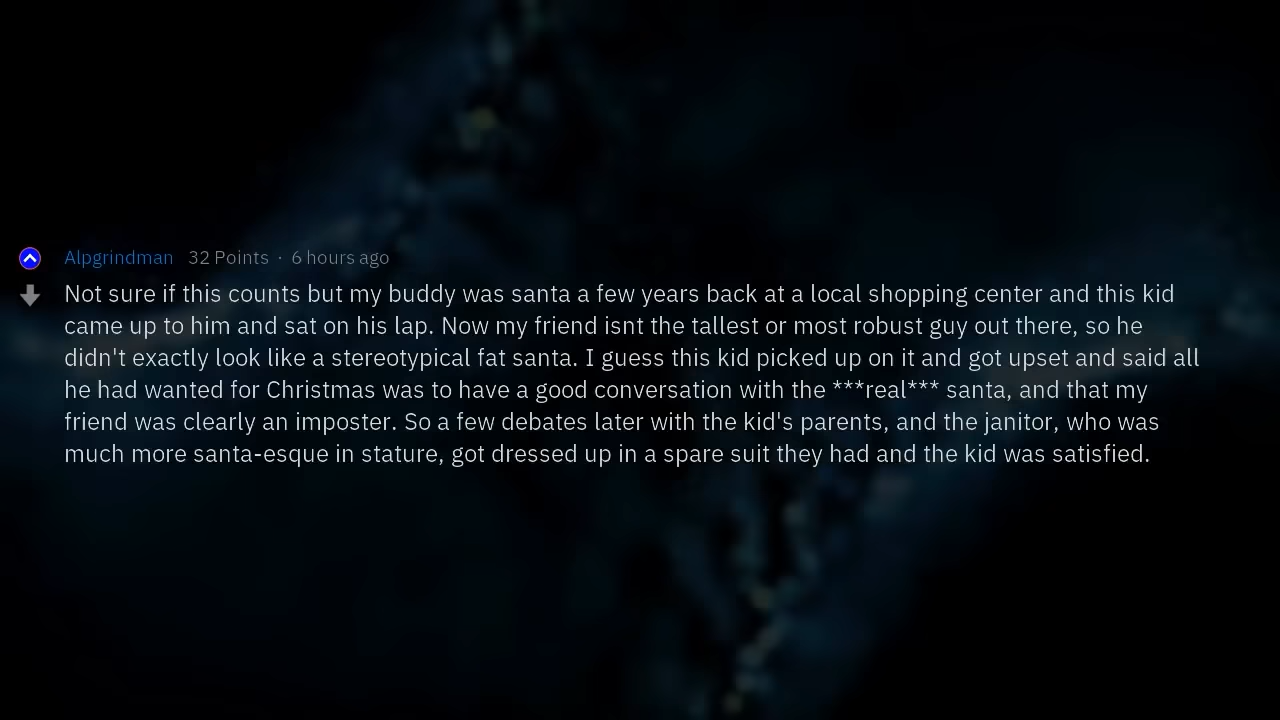 Alpgrindman 32 Points · 6 hours ago
Not sure if this counts but my buddy was santa a few years back at a local shopping center and this kid
came up to him and sat on his lap. Now my friend isnt the tallest or most robust guy out there, so he
didn't exactly look like a stereotypical fat santa. I guess this kid picked up on it and got upset and said all
he had wanted for Christmas was to have a good conversation with the ***real*** santa, and that my
friend was clearly an imposter. So a few debates later with the kid's parents, and the janitor, who was
much more santa-esque in stature, got dressed up in a spare suit they had and the kid was satisfied.